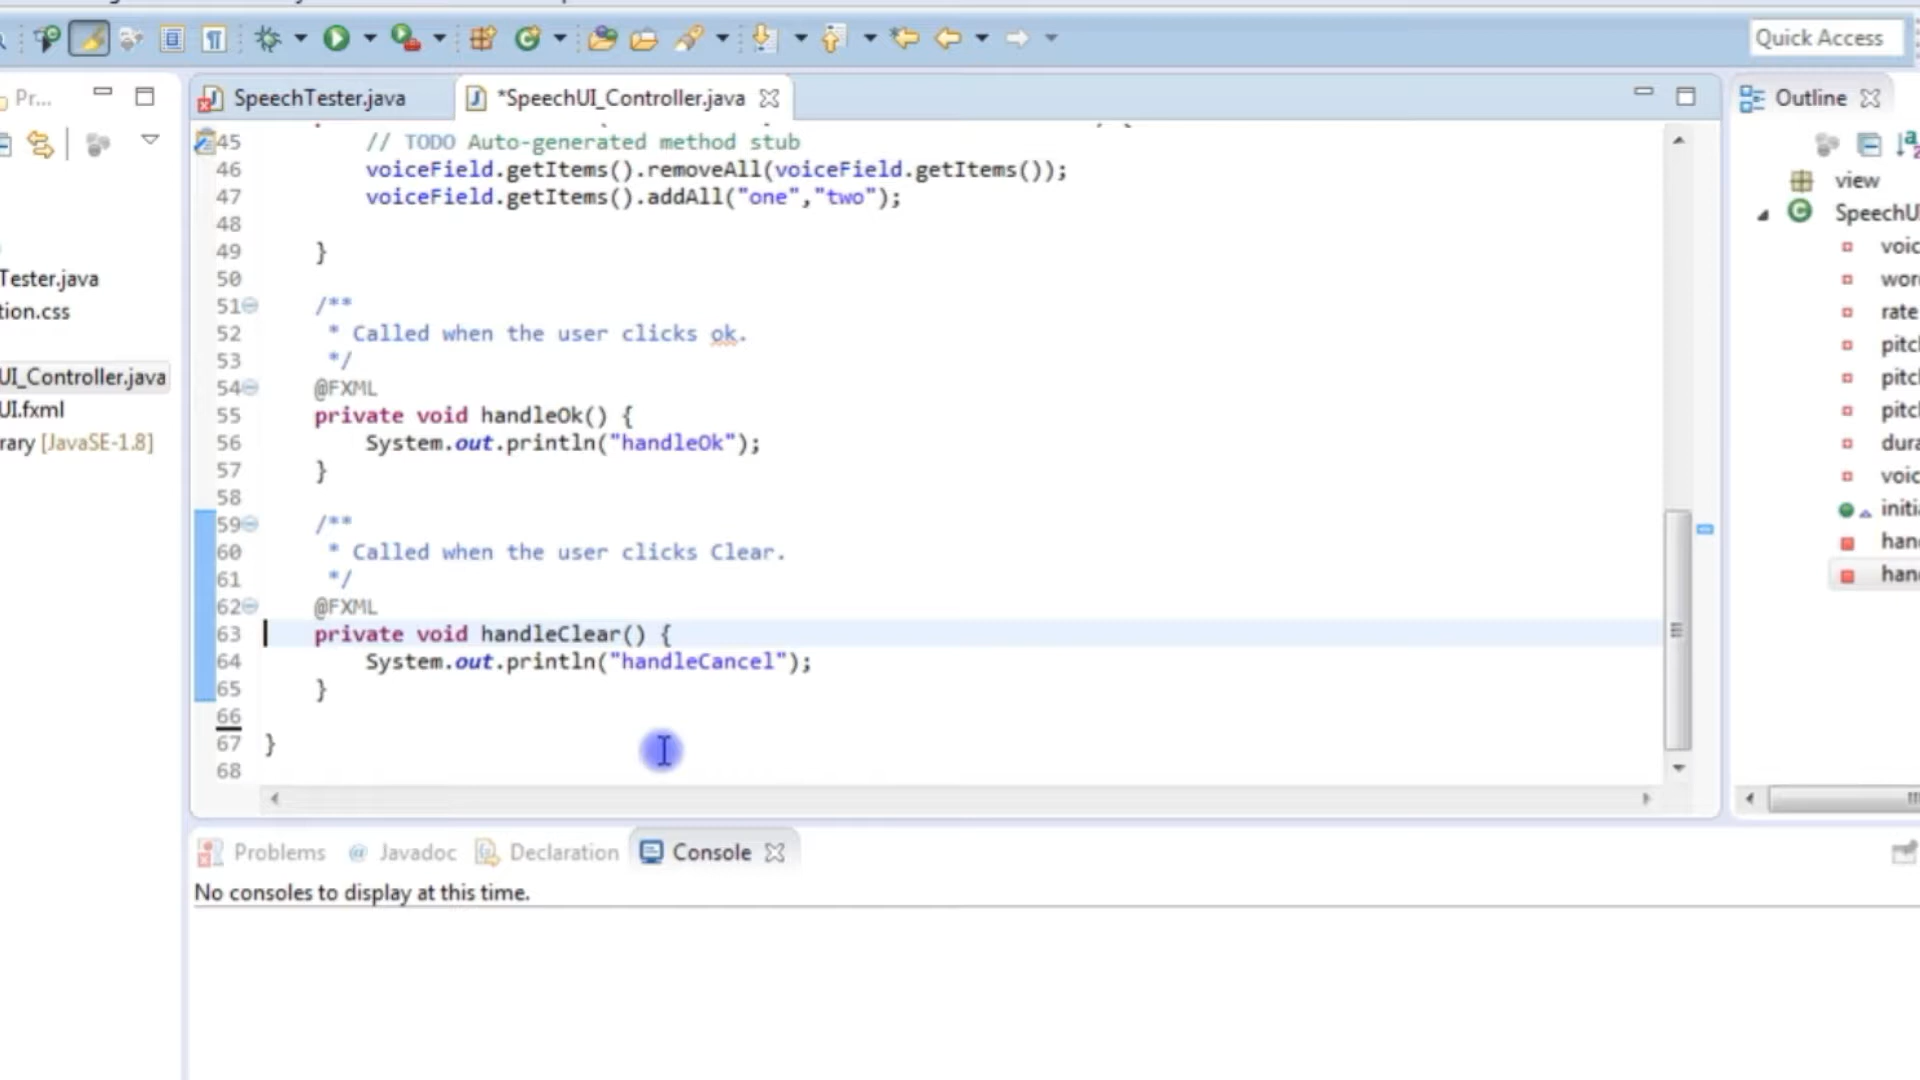 Quick Access
Pr...
SpeechTester.java
*SpeechUI_Controller.java
Outline
45 // TODO Auto-generated method stub
46 voiceField.getItems().removeAll(voiceField.getItems());
47 voiceField.getItems().addAll("one","two");
48
49 }
50
51 /**
52 * Called when the user clicks ok.
53 */
54 @FXML
55 private void handleOk() {
56 System.out.println("handleOk");
57 }
58
59 /**
60 * Called when the user clicks Clear.
61 */
62 @FXML
63 private void handleClear() {
64 System.out.println("handleCancel");
65 }
66
67 }
68
Tester.java
tion.css
UI_Controller.java
UI.fxml
rary [JavaSE-1.8]
view
SpeechU
voic
wor
rate
pitcl
pitcl
pitcl
dura
voic
initi
han
han
Problems
@ Javadoc
Declaration
Console
No consoles to display at this time.